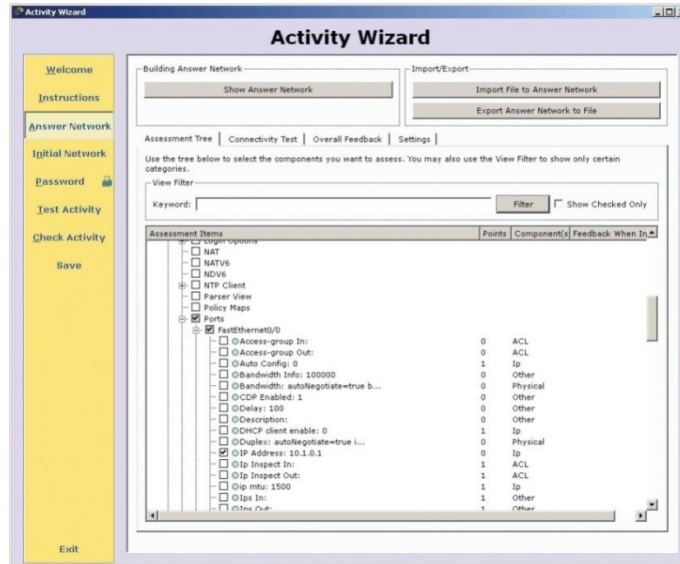 Activity Wizard
Activity Wizard
Welcome
Instructions
Answer Network
Initial Network
Password
Test Activity
Check Activity
Save
Exit
Building Answer Network
Show Answer Network
Import/Export
Import File to Answer Network
Export Answer Network to File
Assessment Tree Connectivity Test Overall Feedback Settings
Use the tree below to select the components you want to assess. You may also use the View Filter to show only certain
categories.
View Filter
Keyword: Filter Show Checked Only
Assessment Items Points Component(s Feedback When In
Login Options
NAT
NATV6
NDV6
NTP Client
Parser View
Policy Maps
Ports
FastEthernet0/0
Access-group In: 0 ACL
Access-group Out: 0 ACL
Auto Config: 0 1 Ip
Bandwidth Info: 100000 0 Other
Bandwidth: autoNegotiate=true b... 0 Physical
CDP Enabled: 1 0 Other
Delay: 100 0 Other
Description: 0 Other
DHCP client enable: 0 1 Ip
Duplex: autoNegotiate=true i... 0 Physical
IP Address: 10.1.0.1 0 Ip
Ip Inspect In: 1 ACL
Ip Inspect Out: 1 ACL
ip mtu: 1500 1 Ip
Ips In: 1 Other
Ips Out: 1 Other